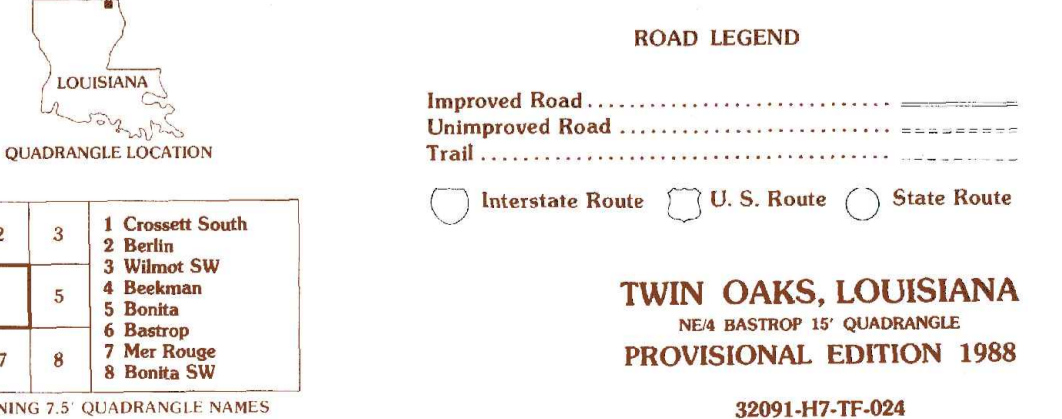 LOUISIANA
QUADRANGLE LOCATION
2 3
5
7 8
1 Crossett South
2 Berlin
3 Wilmot SW
4 Beekman
5 Bonita
6 Bastrop
7 Mer Rouge
8 Bonita SW
NING 7.5' QUADRANGLE NAMES
ROAD LEGEND
Improved Road
Unimproved Road
Trail
Interstate Route U. S. Route State Route
TWIN OAKS, LOUISIANA
NE/4 BASTROP 15' QUADRANGLE
PROVISIONAL EDITION 1988
32091-H7-TF-024